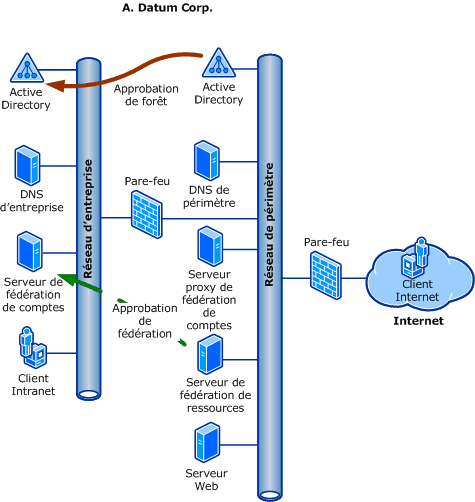 A. Datum Corp.
Active
Directory
Approbation
de forêt
Active
Directory
DNS
d'entreprise
Réseau d'entreprise
Pare-feu
DNS de
périmètre
Réseau de périmètre
Serveur de
fédération
de comptes
Serveur
proxy de
fédération
de
comptes
Pare-feu
Client
Internet
Internet
Approbation
de
fédération
Client
Intranet
Serveur de
fédération de
ressources
Serveur
Web